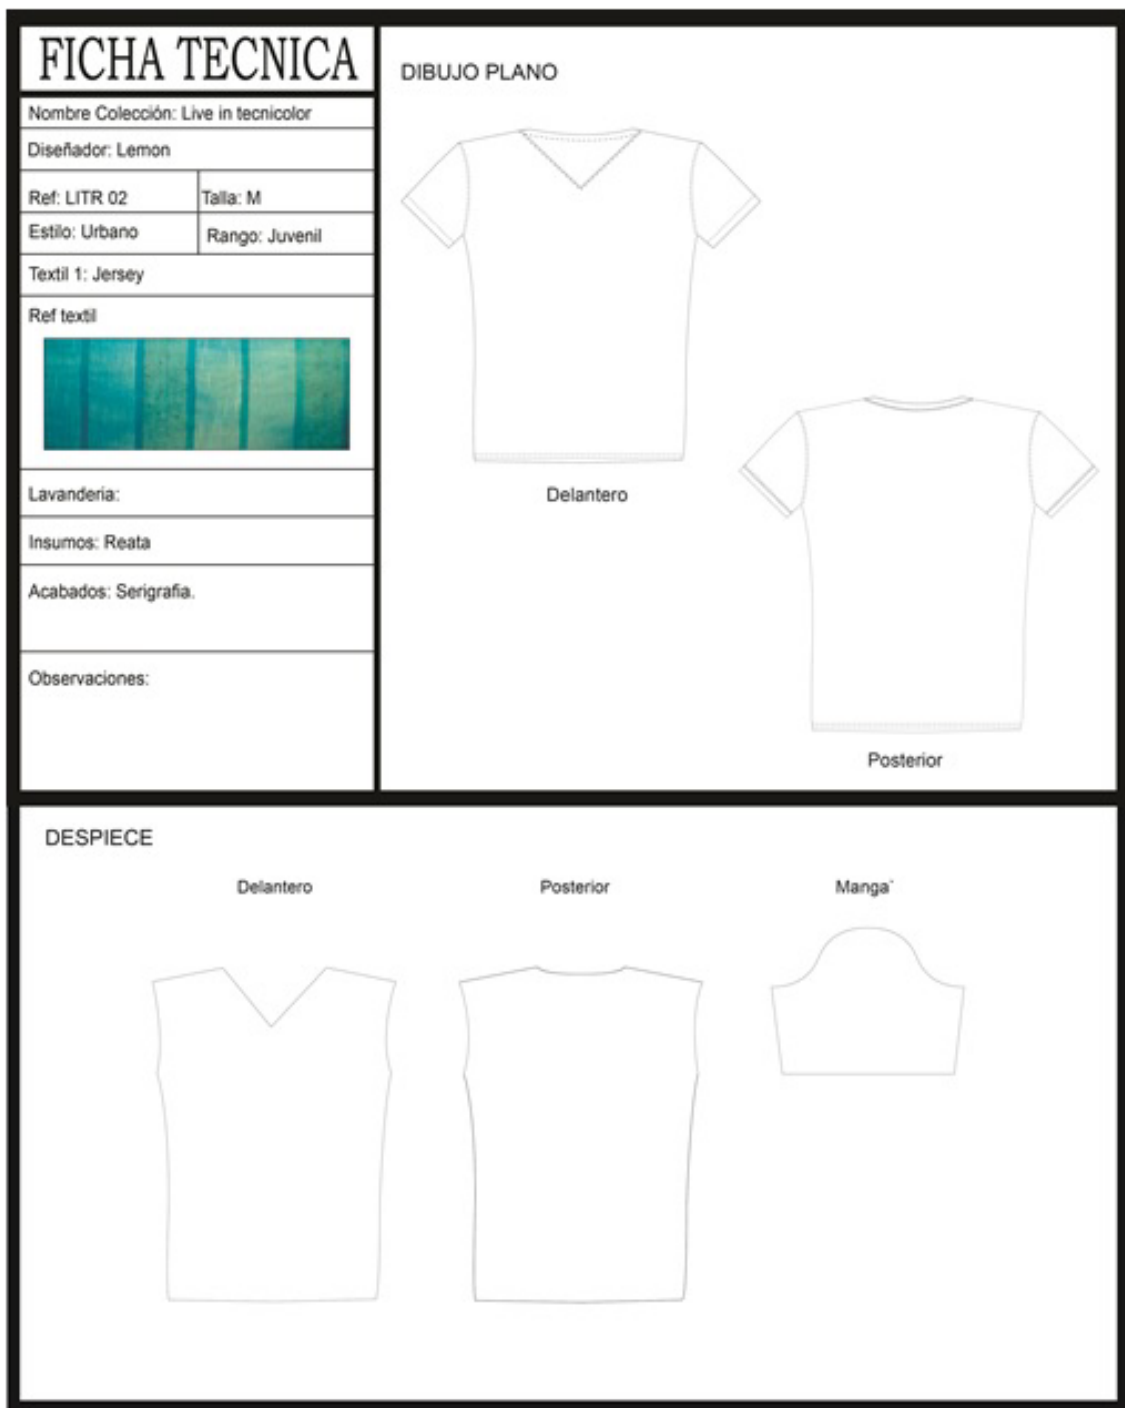 FICHA TECNICA
Nombre Colección: Live in tecnicolor
Diseñador: Lemon
Ref: LITR 02
Talla: M
Estilo: Urbano
Rango: Juvenil
Textil 1: Jersey
Ref textil
Lavanderia:
Insumos: Reata
Acabados: Serigrafia.
Observaciones:
DIBUJO PLANO
Delantero
Posterior
DESPIECE
Delantero
Posterior
Manga`